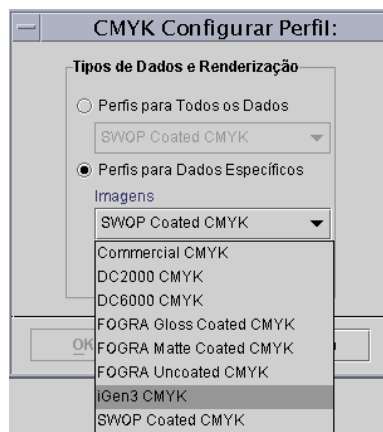 CMYK Configurar Perfil:
Tipos de Dados e Renderização
Perfis para Todos os Dados
SWOP Coated CMYK
Perfis para Dados Específicos
Imagens
SWOP Coated CMYK
Commercial CMYK
DC2000 CMYK
DC6000 CMYK
FOGRA Gloss Coated CMYK
OK
FOGRA Matte Coated CMYK
FOGRA Uncoated CMYK
iGen3 CMYK
SWOP Coated CMYK